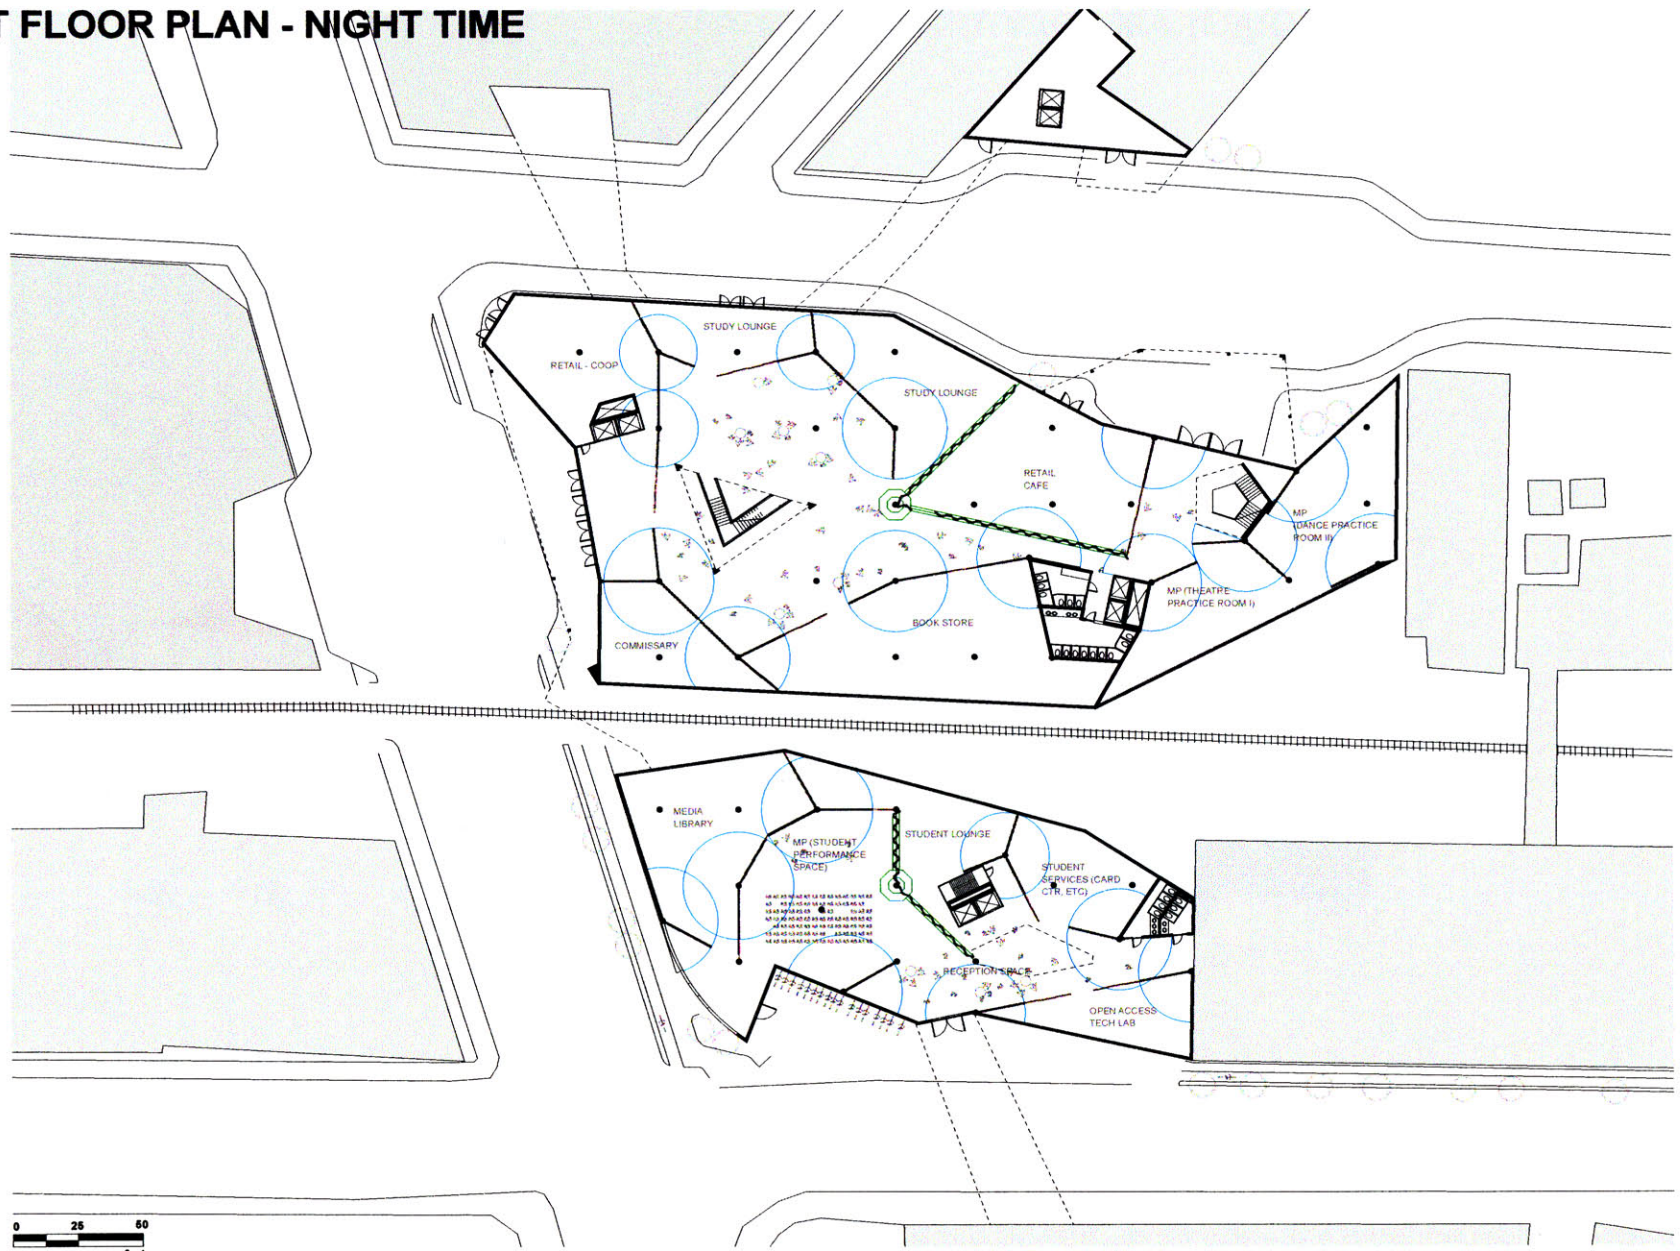 T FLOOR PLAN - NIGHT TIME
STUDY LOUNGE
RETAIL - COOP
STUDY LOUNGE
RETAIL
CAFE
MP
(DANCE PRACTICE
ROOM II)
MP (THEATRE
PRACTICE ROOM I)
BOOK STORE
COMMISSARY
MEDIA
LIBRARY
MP (STUDENT
PERFORMANCE
SPACE)
STUDENT LOUNGE
STUDENT
SERVICES (CARD
CTR, ETC)
RECEPTION SPACE
OPEN ACCESS
TECH LAB
0 25 50